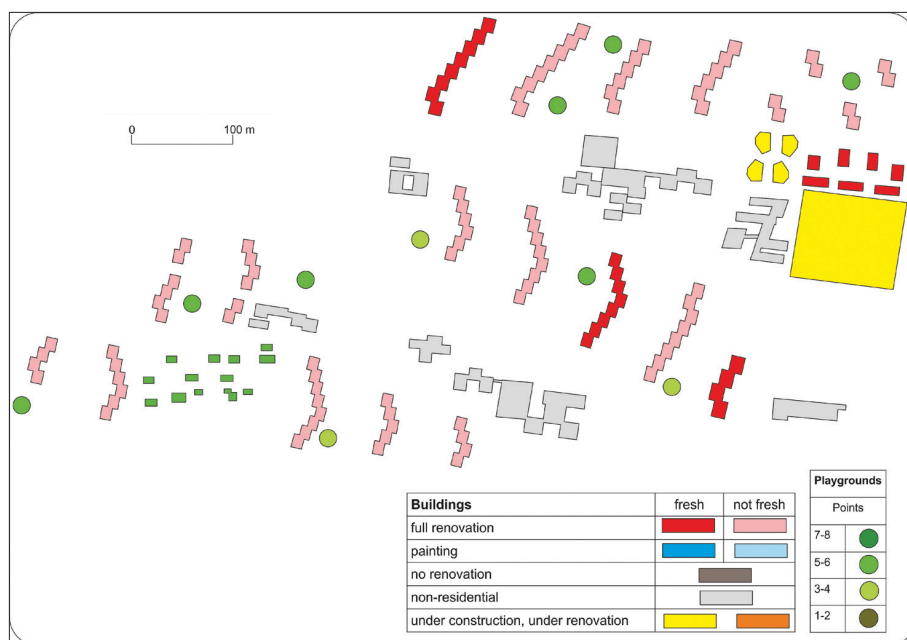 0 100 m
Buildings fresh not fresh
full renovation
painting
no renovation
non-residential
under construction, under renovation
Playgrounds
Points
7-8
5-6
3-4
1-2